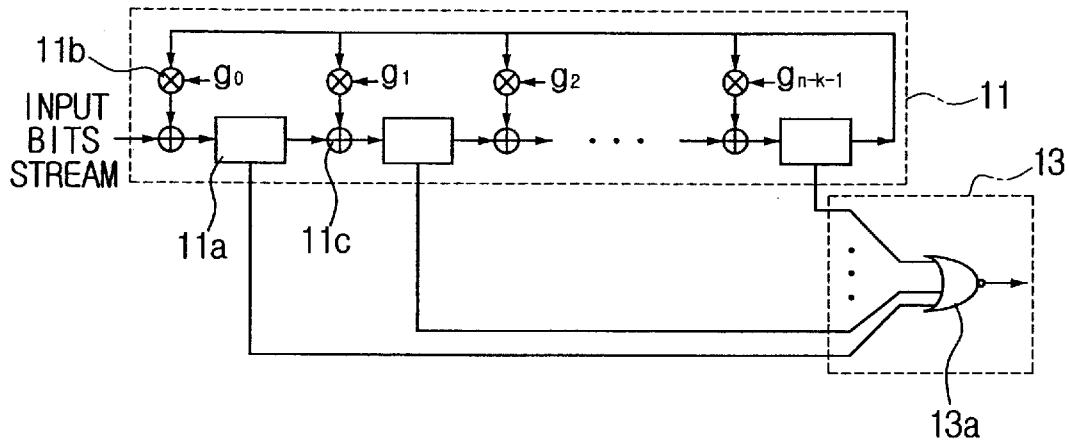 11b
g₀
g₁
g₂
gₙ₋ₖ₋₁
11
INPUT
BITS
STREAM
11a
11c
13
13a